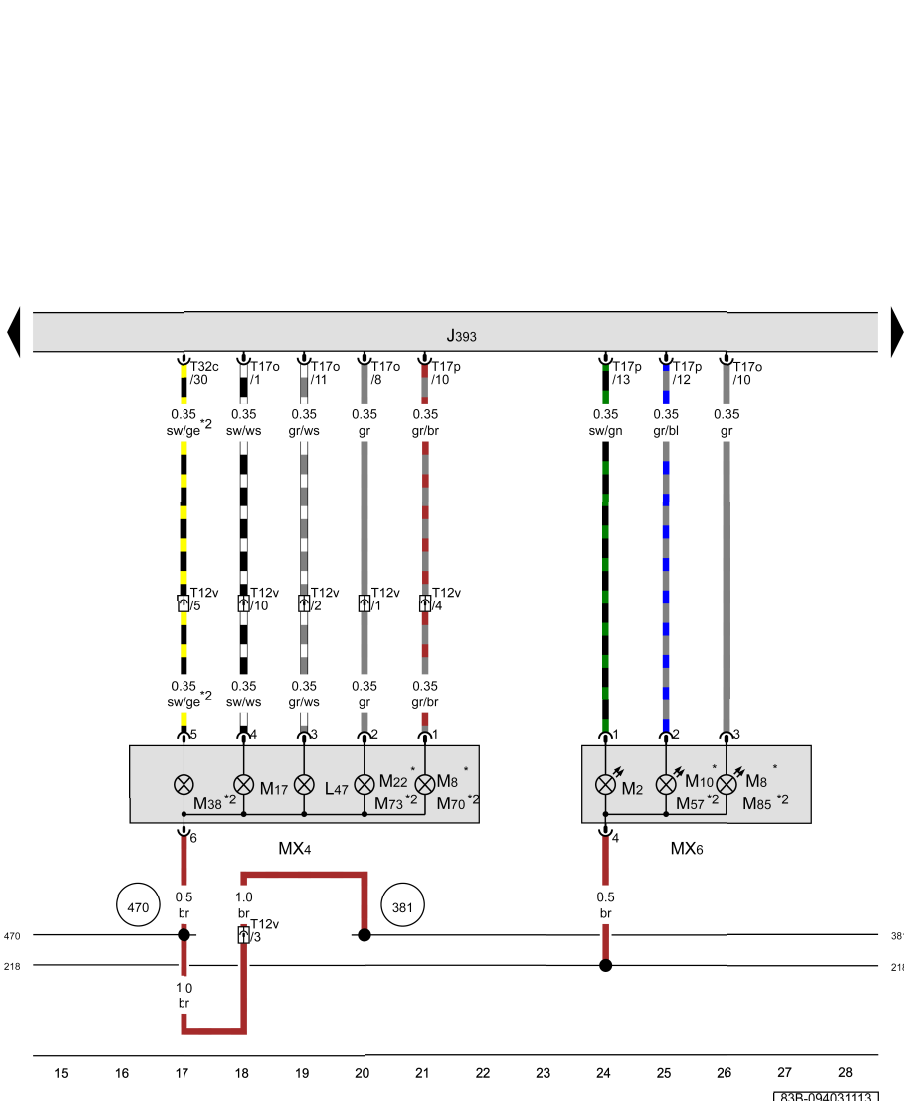 J393
T32c T17o T17o T17o T17p T17p T17p T17o
/30 /1 /11 /8 /10 /13 /12 /10
0.35 0.35 0.35 0.35 0.35 0.35 0.35 0.35
sw/ge*2 sw/ws gr/ws gr gr/br sw/gn gr/bl gr
T12v T12v T12v T12v T12v
/5 /10 /2 /1 /4
0.35 0.35 0.35 0.35 0.35
sw/ge*2 sw/ws gr/ws gr gr/br
5 4 3 2 1 1 2 3
* * * *
M17 L47 M22 M8 M2 M10 M8
M38*2 M73*2 M70*2 M57*2 M85*2
6 4
MX4 MX6
0.5 1.0 0.5
br br br
470 381
T12v
/3
470 381
218 218
1.0
br
15 16 17 18 19 20 21 22 23 24 25 26 27 28
83B-094031113